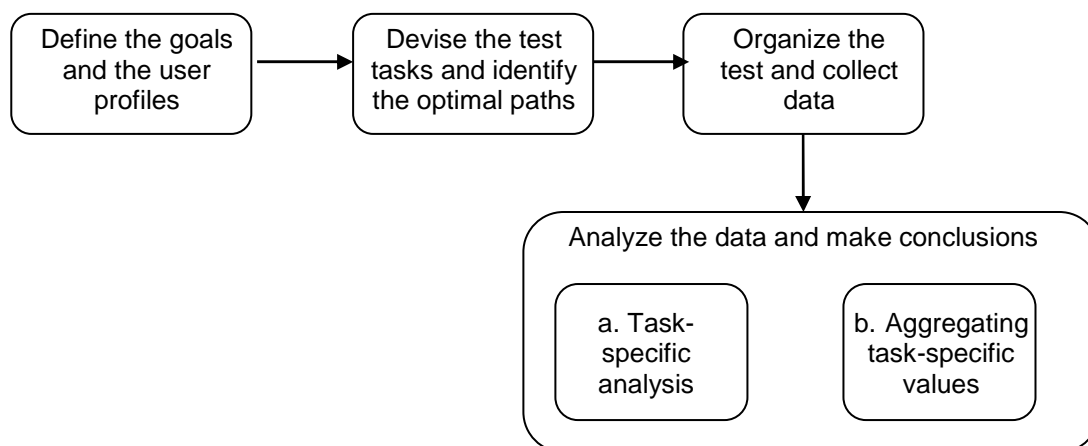 Define the goals
and the user
profiles
Devise the test
tasks and identify
the optimal paths
Organize the
test and collect
data
Analyze the data and make conclusions
a. Task-
specific
analysis
b. Aggregating
task-specific
values